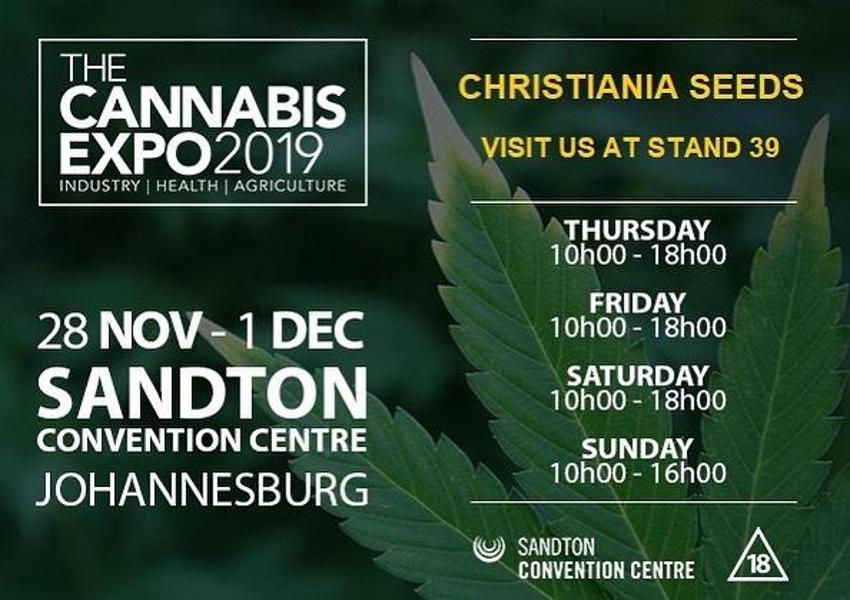 THE
CANNABIS
EXPO2019
INDUSTRY | HEALTH | AGRICULTURE
28 NOV - 1 DEC
SANDTON
CONVENTION CENTRE
JOHANNESBURG
CHRISTIANIA SEEDS
VISIT US AT STAND 39
THURSDAY
10h00 - 18h00
FRIDAY
10h00 - 18h00
SATURDAY
10h00 - 18h00
SUNDAY
10h00 - 16h00
SANDTON
CONVENTION CENTRE
18